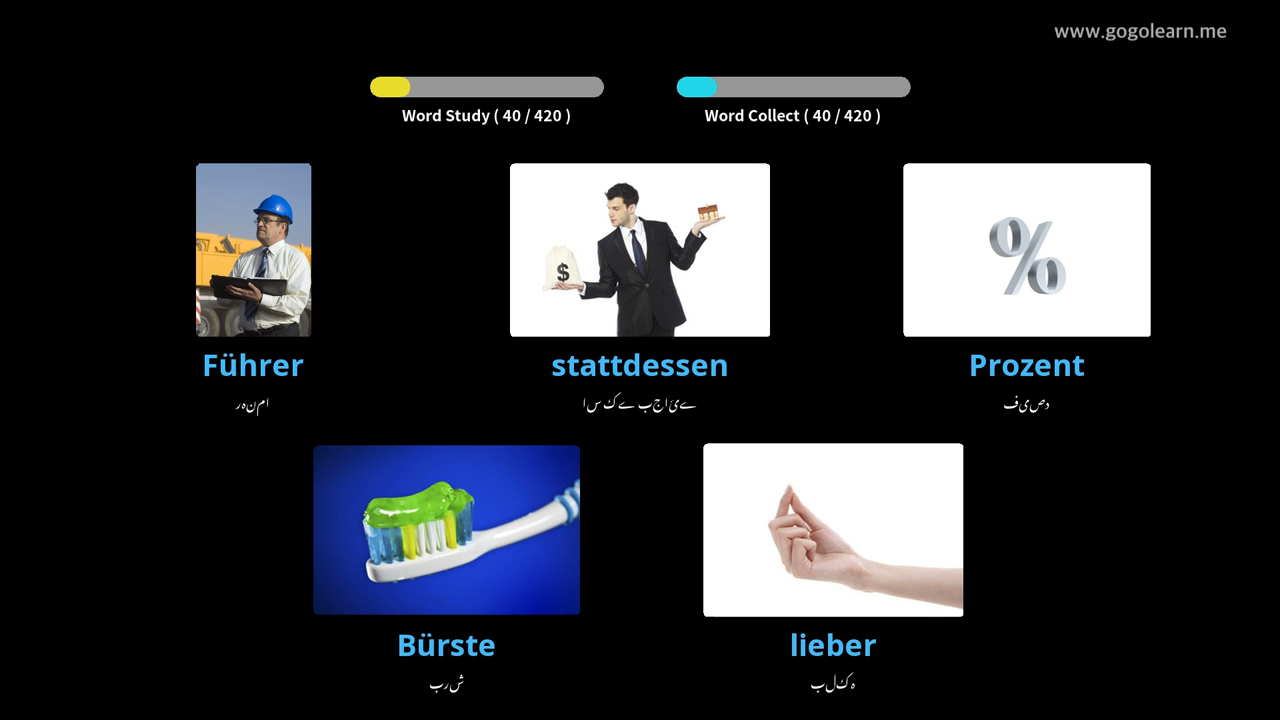 www.gogolearn.me
Word Study ( 40 / 420 )
Word Collect ( 40 / 420 )
Führer
رہنما
stattdessen
اس کے بجائے
Prozent
فیصد
Bürste
برش
lieber
بلکہ